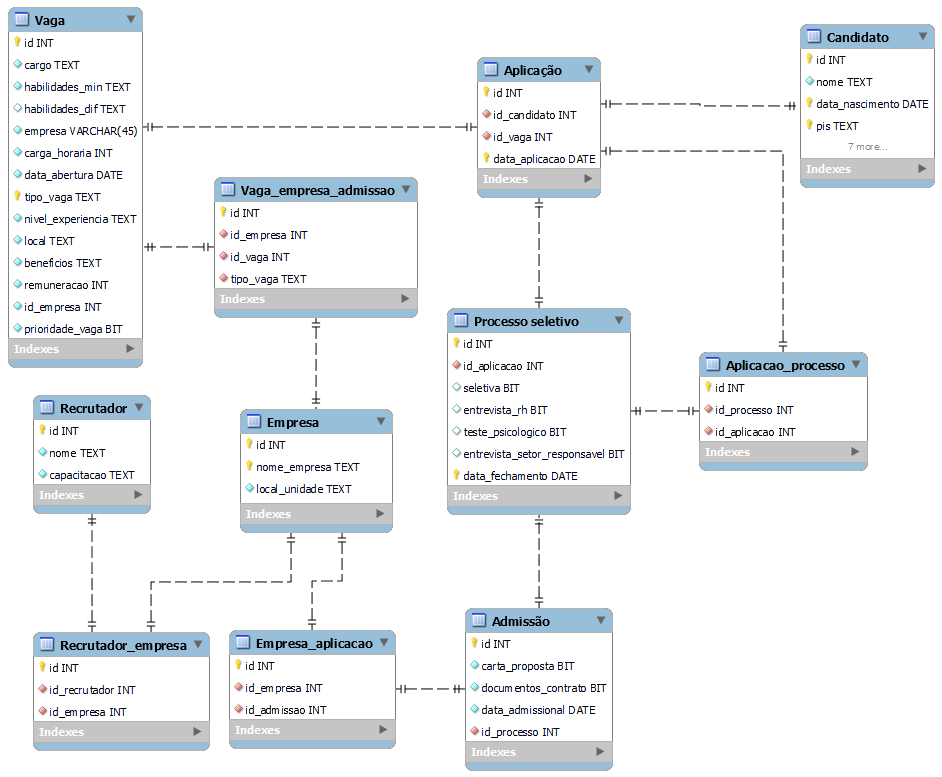 Vaga
id INT
cargo TEXT
habilidades_min TEXT
habilidades_dif TEXT
empresa VARCHAR(45)
carga_horaria INT
data_abertura DATE
tipo_vaga TEXT
nivel_experiencia TEXT
local TEXT
beneficios TEXT
remuneracao INT
id_empresa INT
prioridade_vaga BIT
Indexes
Aplicação
id INT
id_candidato INT
id_vaga INT
data_aplicacao DATE
Indexes
Candidato
id INT
nome TEXT
data_nascimento DATE
pis TEXT
7 more...
Indexes
Vaga_empresa_admissao
id INT
id_empresa INT
id_vaga INT
tipo_vaga TEXT
Indexes
Processo seletivo
id INT
id_aplicacao INT
seletiva BIT
entrevista_rh BIT
teste_psicologico BIT
entrevista_setor_responsavel BIT
data_fechamento DATE
Indexes
Aplicacao_processo
id INT
id_processo INT
id_aplicacao INT
Indexes
Recrutador
id INT
nome TEXT
capacitacao TEXT
Indexes
Empresa
id INT
nome_empresa TEXT
local_unidade TEXT
Indexes
Recrutador_empresa
id INT
id_recrutador INT
id_empresa INT
Indexes
Empresa_aplicacao
id INT
id_empresa INT
id_admissao INT
Indexes
Admissão
id INT
carta_proposta BIT
documentos_contrato BIT
data_admissional DATE
id_processo INT
Indexes